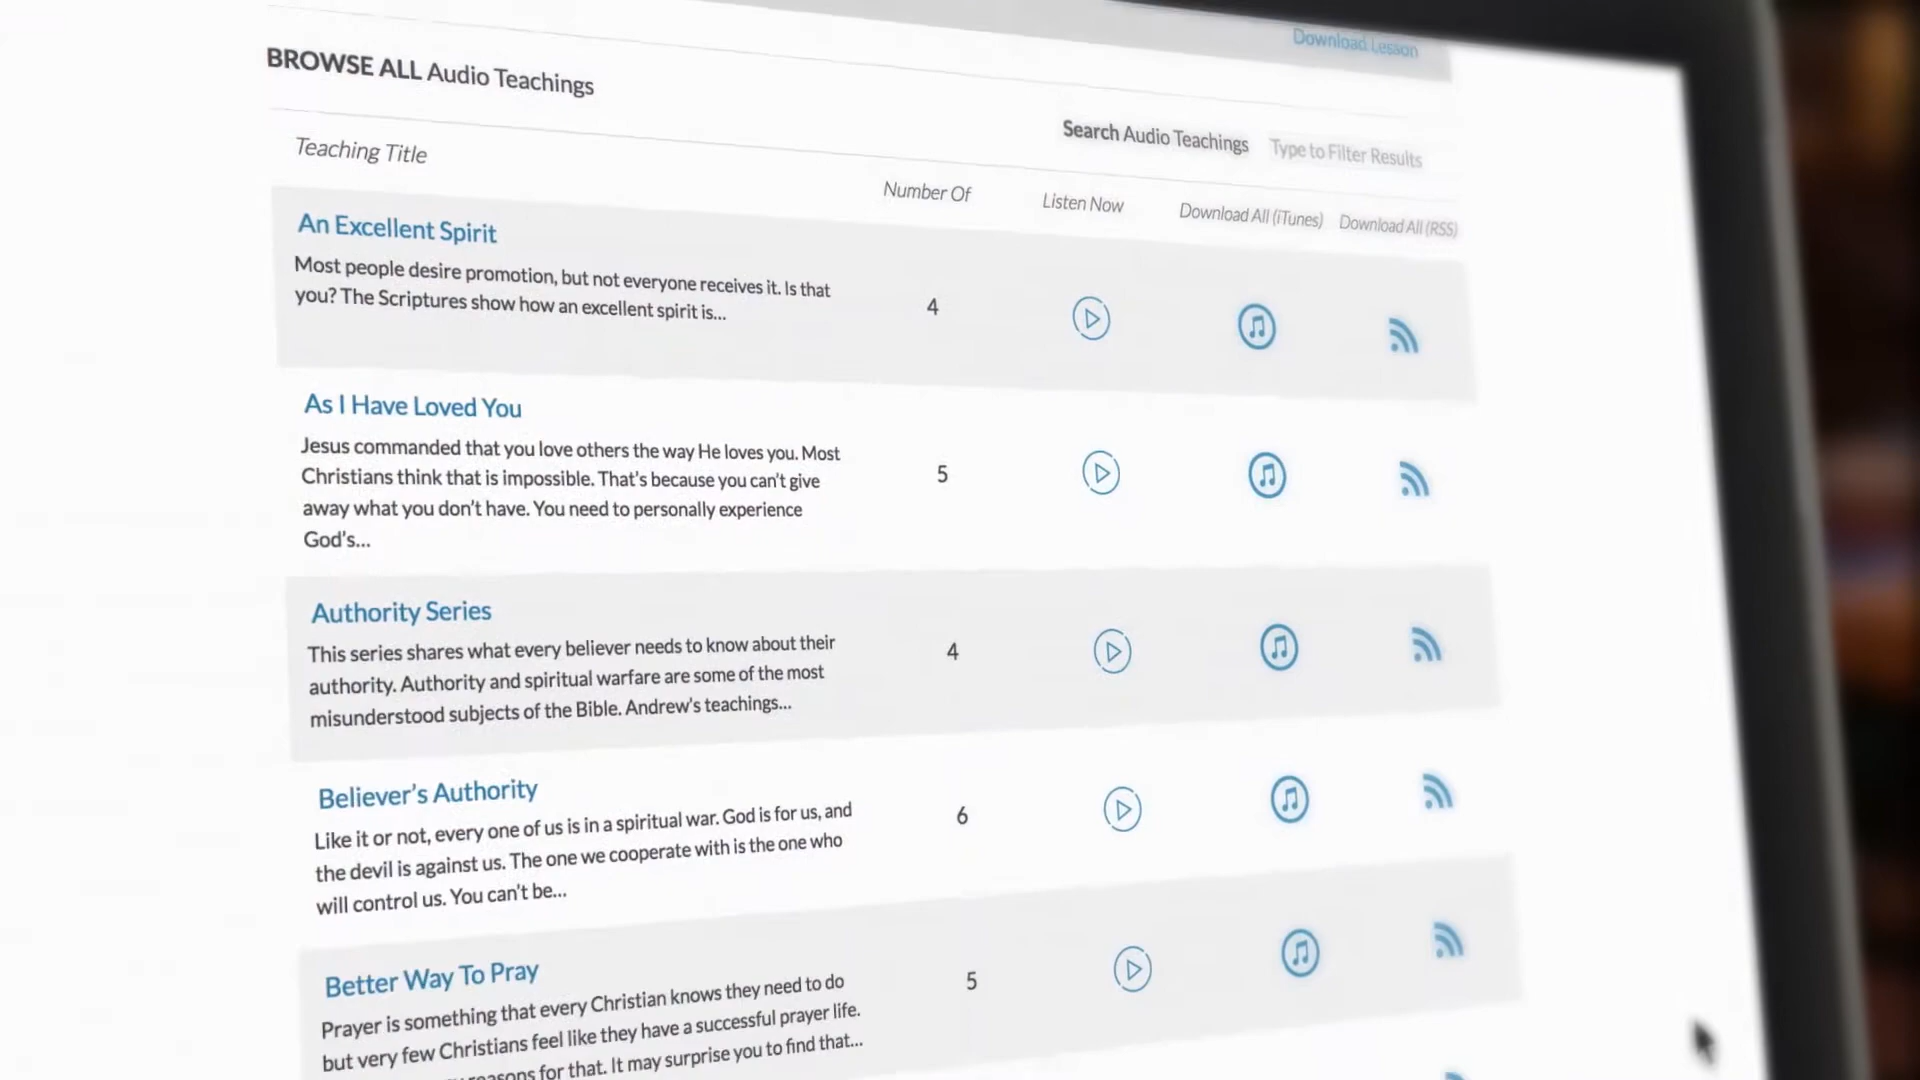 Download Lesson
BROWSE ALL Audio Teachings
Search Audio Teachings Type to Filter Results
Teaching Title
Number Of
Listen Now
Download All (iTunes)
Download All (RSS)
An Excellent Spirit
Most people desire promotion, but not everyone receives it. Is that
you? The Scriptures show how an excellent spirit is...
4
As I Have Loved You
Jesus commanded that you love others the way He loves you. Most
Christians think that is impossible. That's because you can't give
away what you don't have. You need to personally experience
God's...
5
Authority Series
This series shares what every believer needs to know about their
authority. Authority and spiritual warfare are some of the most
misunderstood subjects of the Bible. Andrew's teachings...
4
Believer's Authority
Like it or not, every one of us is in a spiritual war. God is for us, and
the devil is against us. The one we cooperate with is the one who
will control us. You can't be...
6
Better Way To Pray
Prayer is something that every Christian knows they need to do
but very few Christians feel like they have a successful prayer life.
for that. It may surprise you to find that...
5